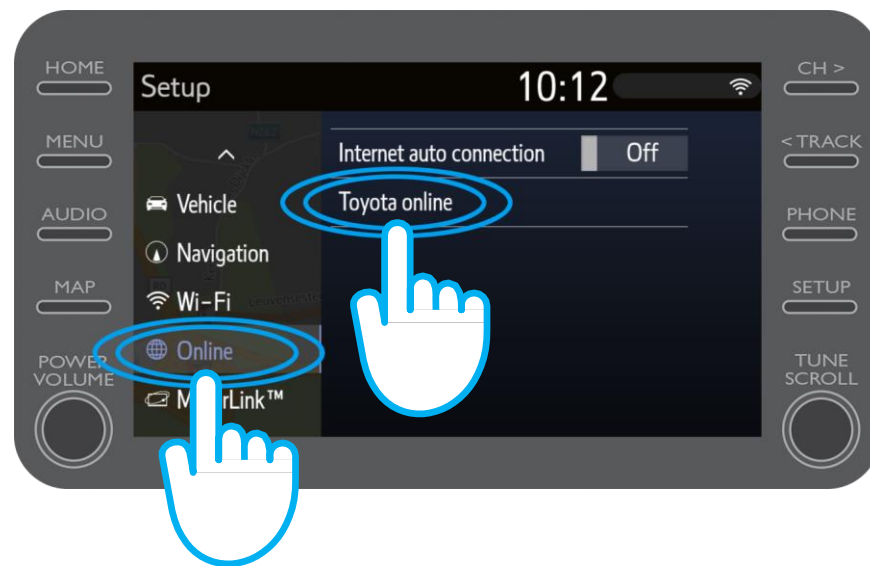 HOME
MENU
AUDIO
MAP
POWER
VOLUME
Setup
10:12
Vehicle
Navigation
Wi-Fi
Online
Internet auto connection
Off
Toyota online
CH >
< TRACK
PHONE
SETUP
TUNE
SCROLL